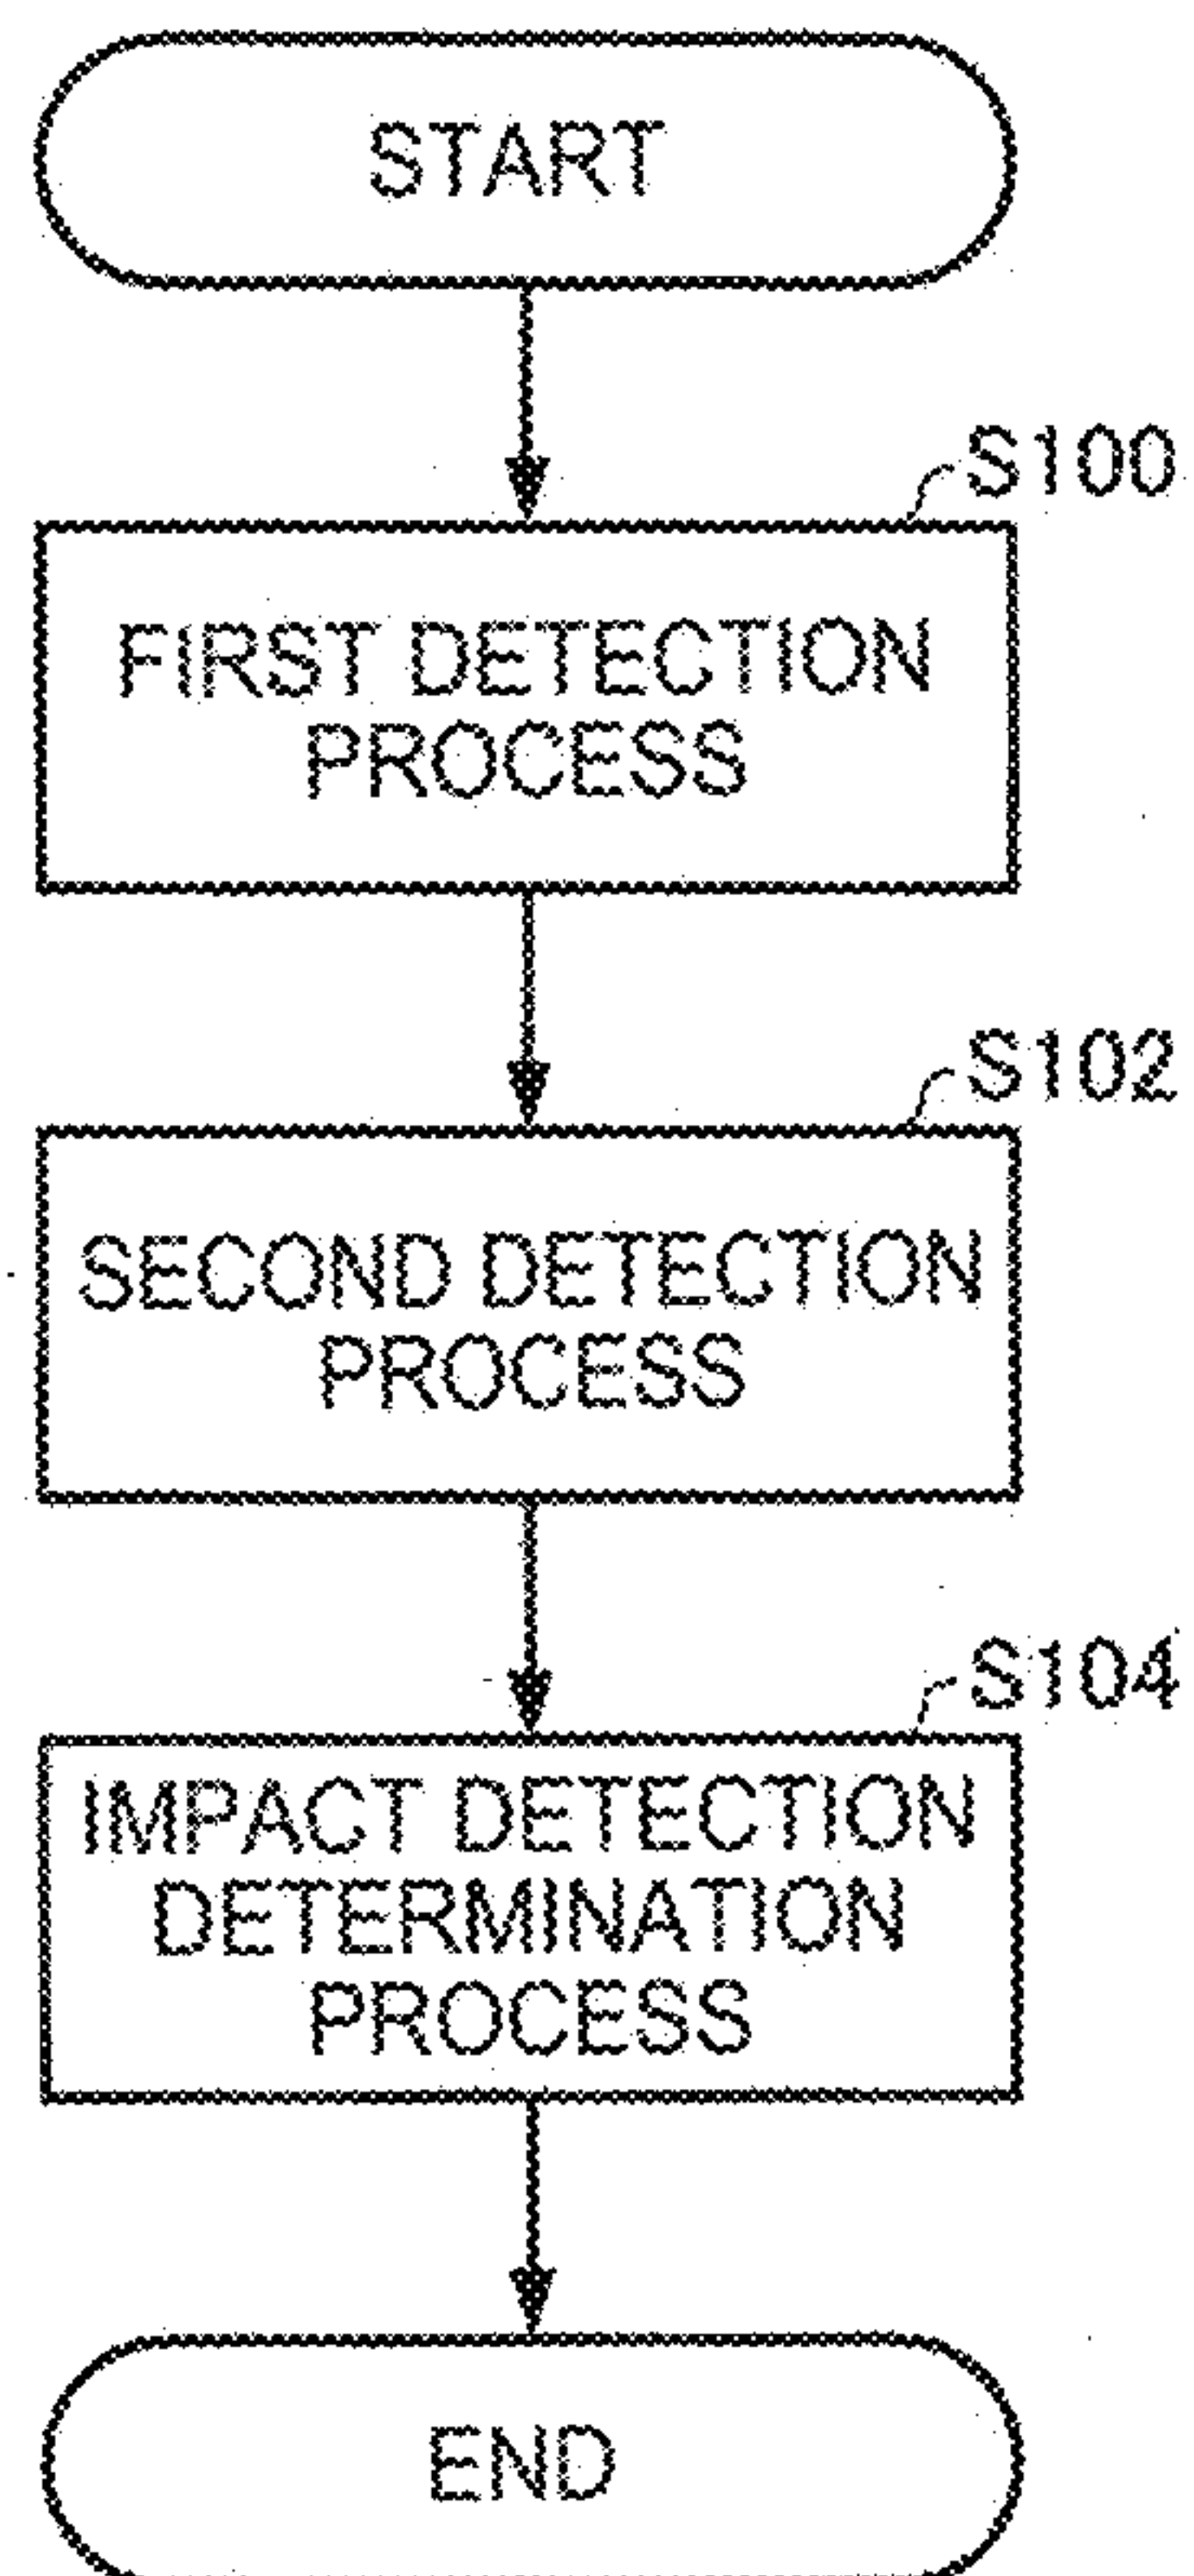 START
S100
FIRST DETECTION
PROCESS
S102
SECOND DETECTION
PROCESS
S104
IMPACT DETECTION
DETERMINATION
PROCESS
END